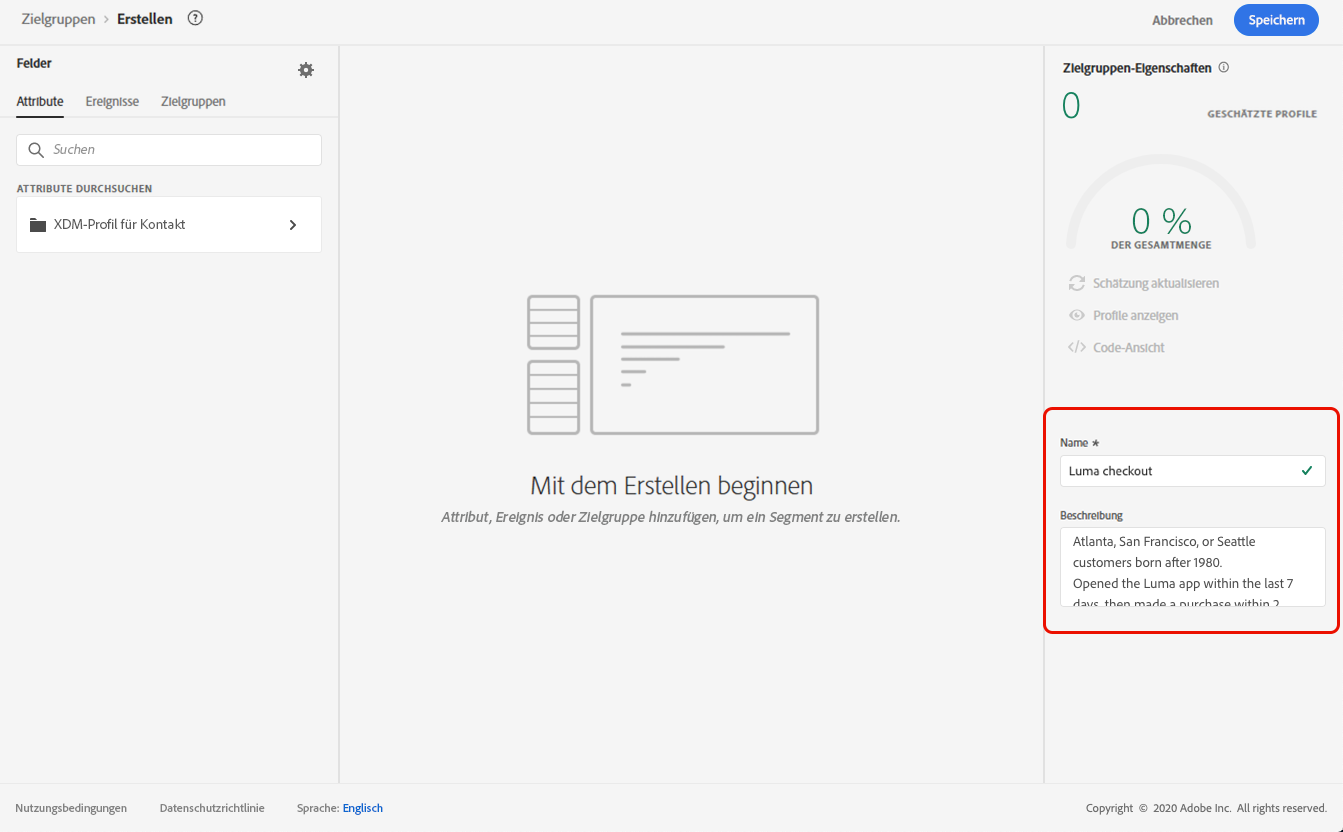 Zielgruppen › Erstellen ?
Abbrechen
Speichern
Felder
Attribute Ereignisse Zielgruppen
Suchen
ATTRIBUTE DURCHSUCHEN
XDM-Profil für Kontakt
Mit dem Erstellen beginnen
Attribut, Ereignis oder Zielgruppe hinzufügen, um ein Segment zu erstellen.
Zielgruppen-Eigenschaften
0
GESCHÄTZTE PROFILE
0 %
DER GESAMTMENGE
Schätzung aktualisieren
Profile anzeigen
</> Code-Ansicht
Name *
Luma checkout
Beschreibung
Atlanta, San Francisco, or Seattle
customers born after 1980.
Opened the Luma app within the last 7
days, then made a purchase within 2
Nutzungsbedingungen Datenschutzrichtlinie Sprache: Englisch
Copyright © 2020 Adobe Inc. All rights reserved.